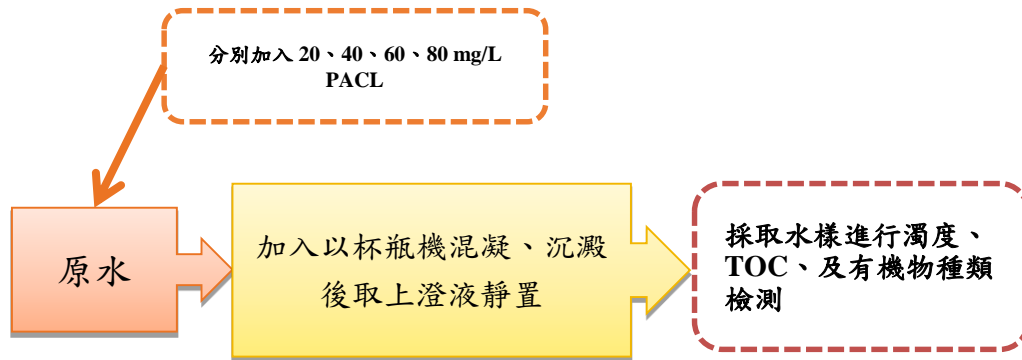 分別加入 20、40、60、80 mg/L
PACL
原水
加入以杯瓶機混凝、沉澱
後取上澄液靜置
採取水樣進行濁度、
TOC、及有機物種類
檢測